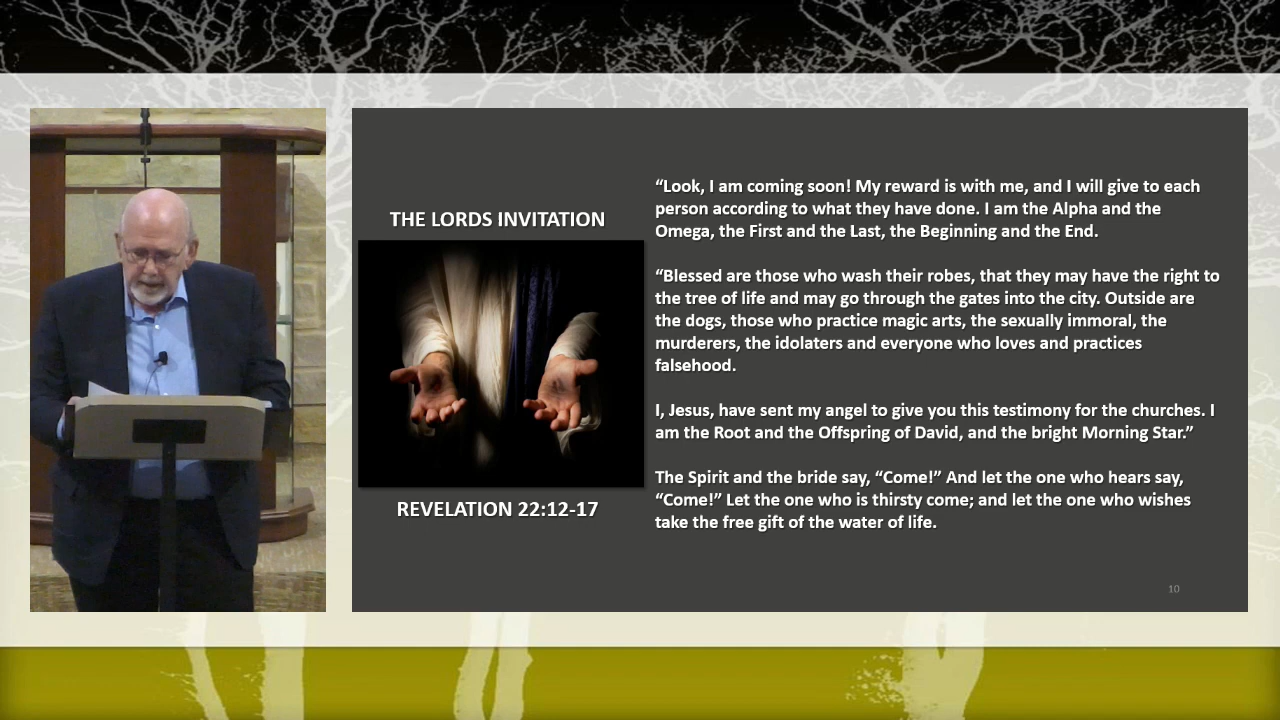 THE LORDS INVITATION
REVELATION 22:12-17
“Look, I am coming soon! My reward is with me, and I will give to each
person according to what they have done. I am the Alpha and the
Omega, the First and the Last, the Beginning and the End.
“Blessed are those who wash their robes, that they may have the right to
the tree of life and may go through the gates into the city. Outside are
the dogs, those who practice magic arts, the sexually immoral, the
murderers, the idolaters and everyone who loves and practices
falsehood.
I, Jesus, have sent my angel to give you this testimony for the churches. I
am the Root and the Offspring of David, and the bright Morning Star.”
The Spirit and the bride say, “Come!” And let the one who hears say,
“Come!” Let the one who is thirsty come; and let the one who wishes
take the free gift of the water of life.
10